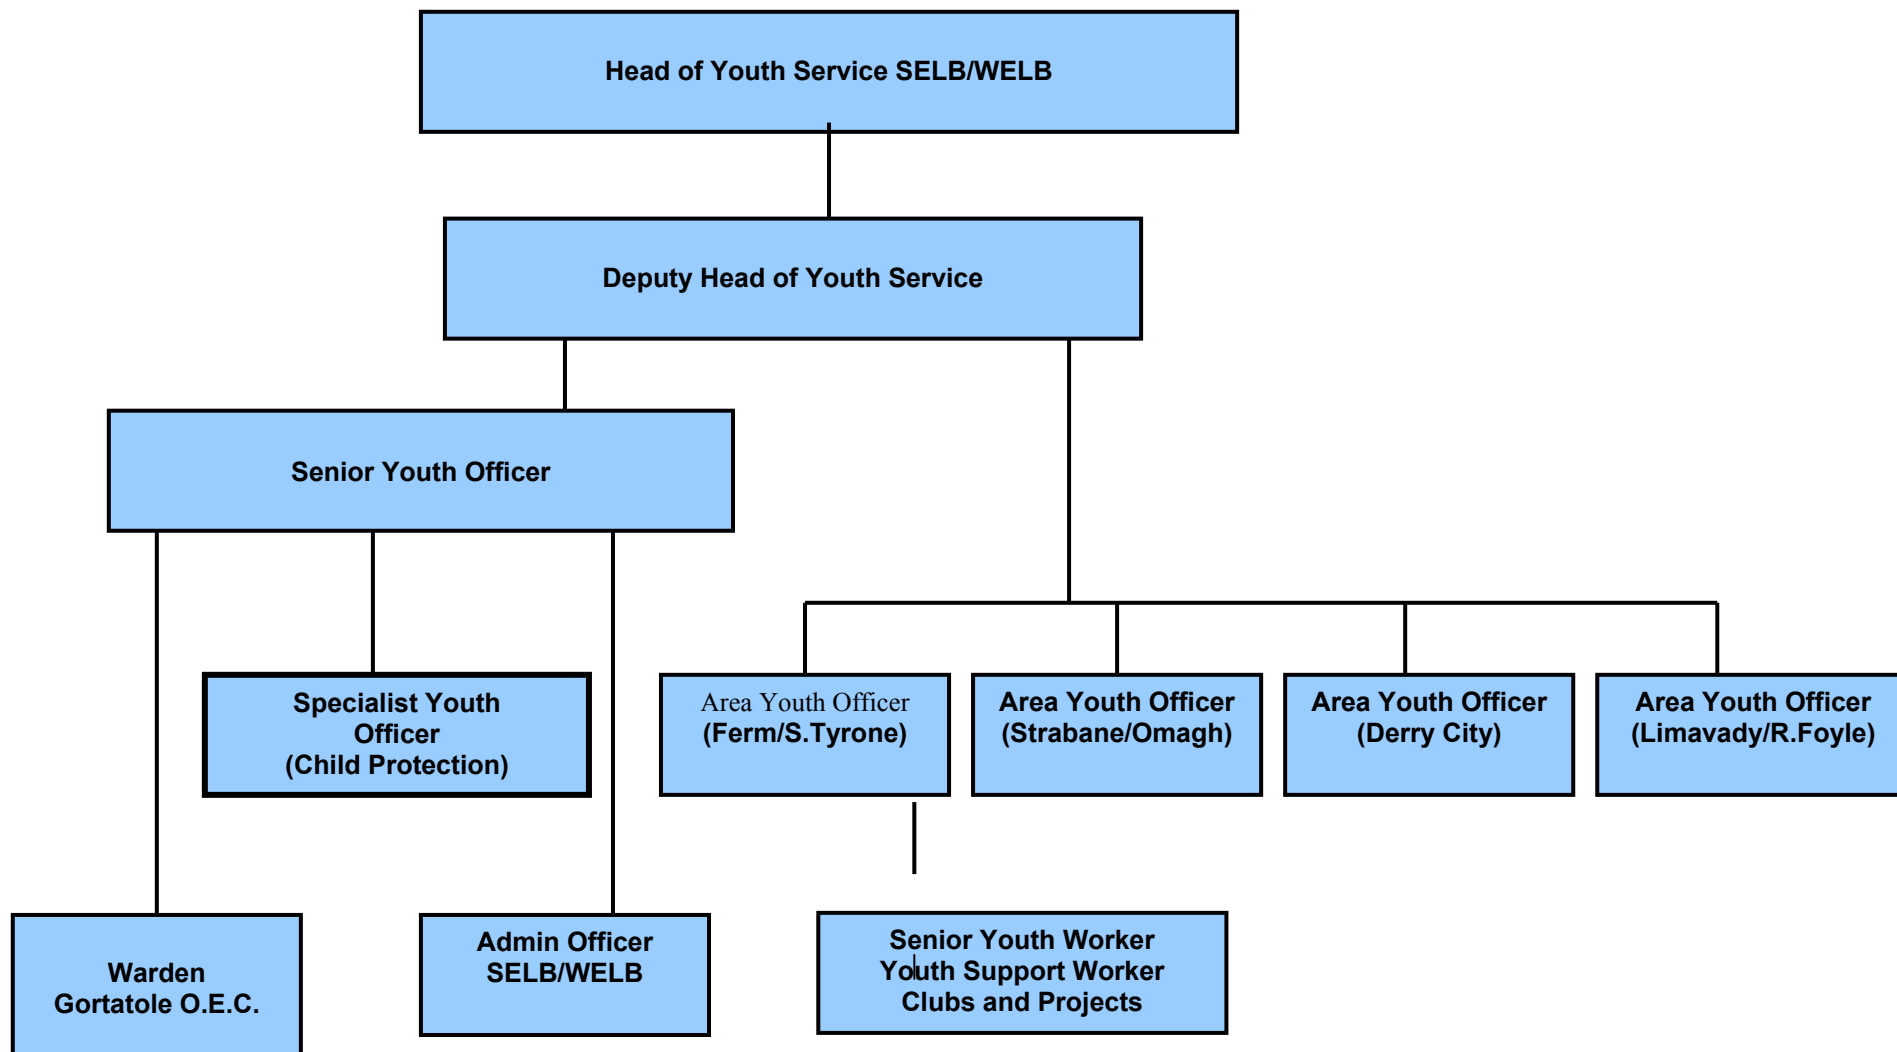 Head of Youth Service SELB/WELB
Deputy Head of Youth Service
Senior Youth Officer
Specialist Youth
Officer
(Child Protection)
Area Youth Officer
(Ferm/S.Tyrone)
Area Youth Officer
(Strabane/Omagh)
Area Youth Officer
(Derry City)
Area Youth Officer
(Limavady/R.Foyle)
Warden
Gortatole O.E.C.
Admin Officer
SELB/WELB
Senior Youth Worker
Youth Support Worker
Clubs and Projects